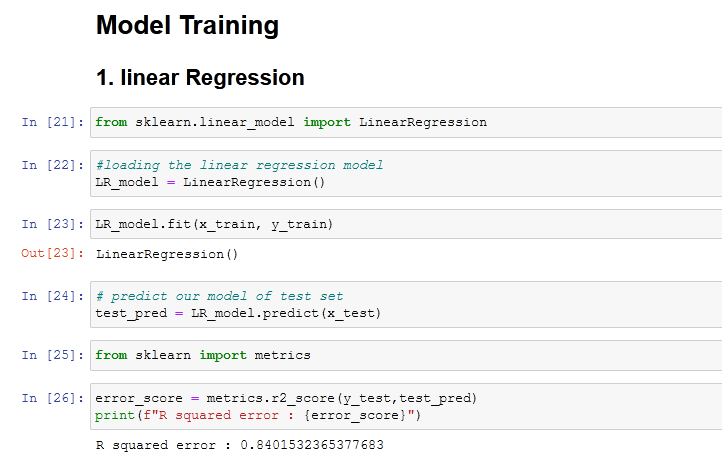 Model Training
1. linear Regression
In [21]: from sklearn.linear_model import LinearRegression
In [22]: #loading the linear regression model
LR_model = LinearRegression()
In [23]: LR_model.fit(x_train, y_train)
Out[23]: LinearRegression()
In [24]: # predict our model of test set
test_pred = LR_model.predict(x_test)
In [25]: from sklearn import metrics
In [26]: error_score = metrics.r2_score(y_test,test_pred)
print(f"R squared error : {error_score}")
R squared error : 0.8401532365377683